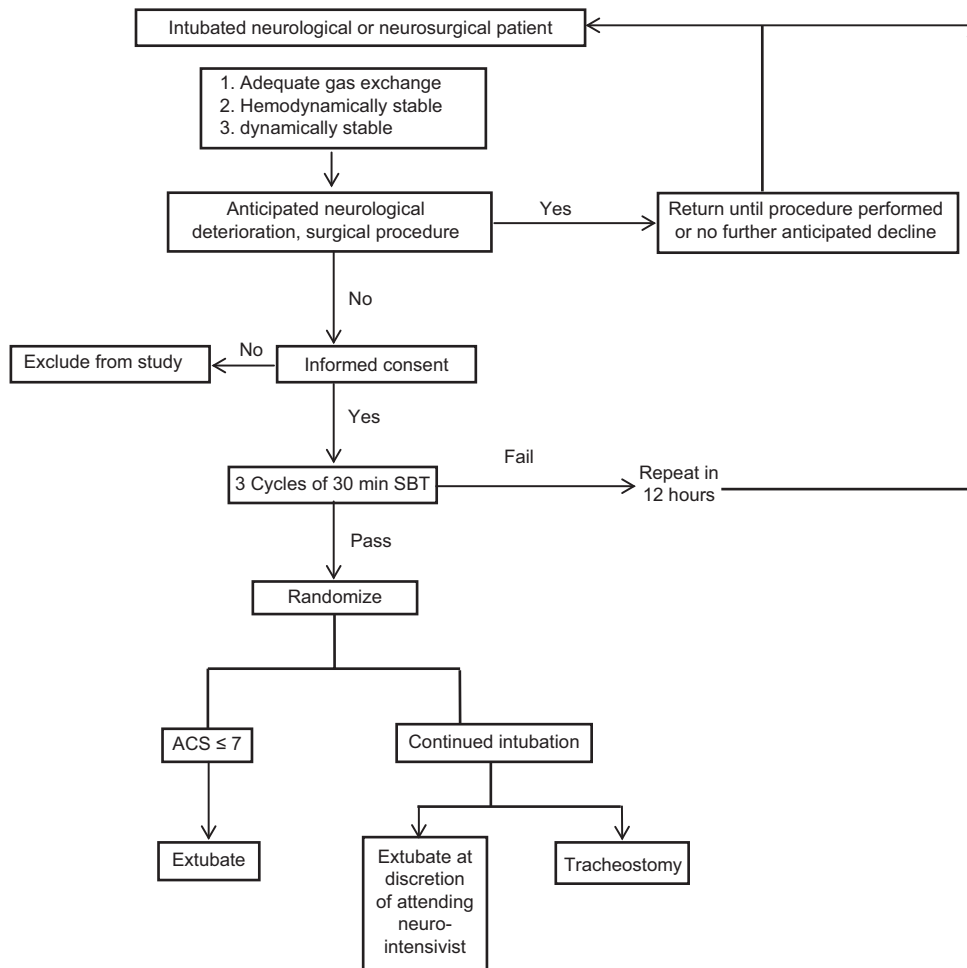 Intubated neurological or neurosurgical patient
1. Adequate gas exchange
2. Hemodynamically stable
3. dynamically stable
Anticipated neurological
deterioration, surgical procedure
Yes
Return until procedure performed
or no further anticipated decline
No
Exclude from study
No
Informed consent
Yes
3 Cycles of 30 min SBT
Fail
Repeat in
12 hours
Pass
Randomize
ACS ≤ 7
Continued intubation
Extubate
Extubate at
discretion
of attending
neuro-
intensivist
Tracheostomy